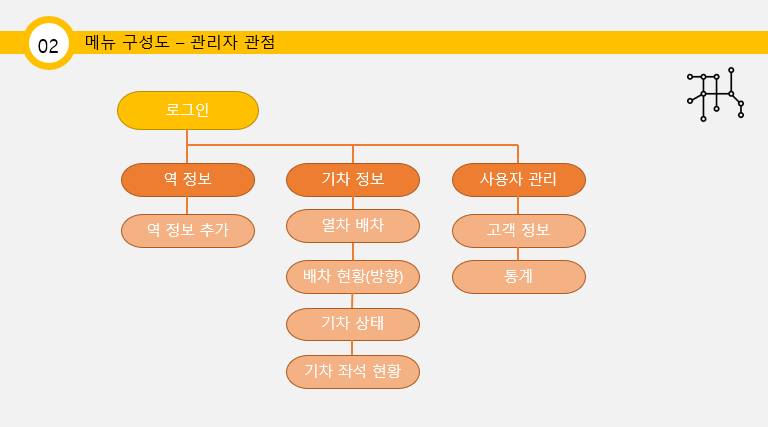 02
메뉴 구성도 – 관리자 관점
로그인
역 정보
기차 정보
사용자 관리
역 정보 추가
열차 배차
고객 정보
배차 현황(방향)
통계
기차 상태
기차 좌석 현황